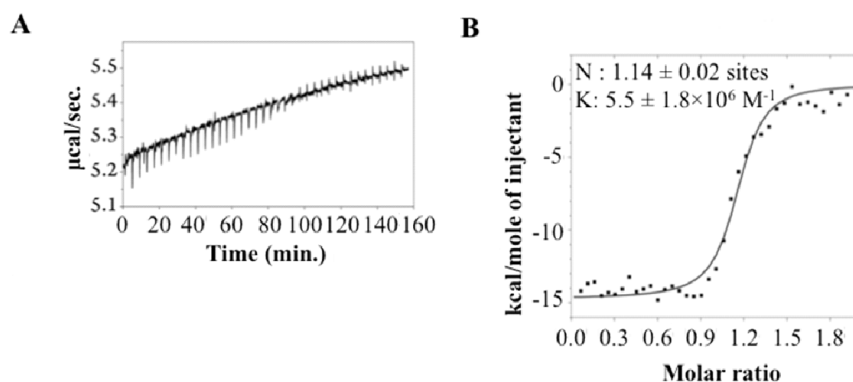 A
µcal/sec.
5.5
5.4
5.3
5.2
5.1
0 20 40 60 80 100 120 140 160
Time (min.)
B
N : 1.14 ± 0.02 sites
K: 5.5 ± 1.8×10⁶ M⁻¹
kcal/mole of injectant
0
-5
-10
-15
0.0 0.3 0.6 0.9 1.2 1.5 1.8
Molar ratio